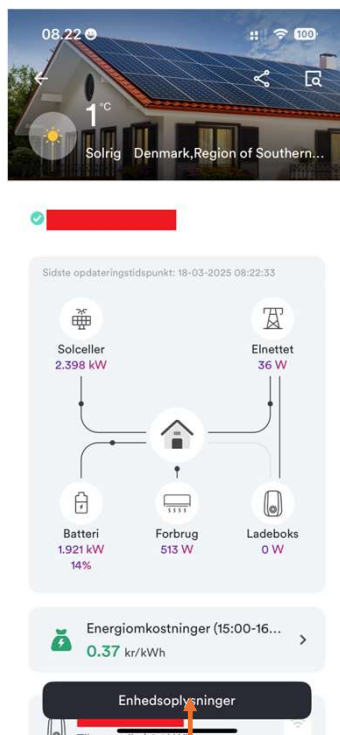 08.22
100
1°C
Solrig Denmark,Region of Southern...
Sidste opdateringstidspunkt: 18-03-2025 08:22:33
Solceller
2.398 kW
Elnettet
36 W
Batteri
1.921 kW
14%
Forbrug
513 W
Ladeboks
0 W
Energiomkostninger (15:00-16...
0.37 kr/kWh
Enhedsoplysninger